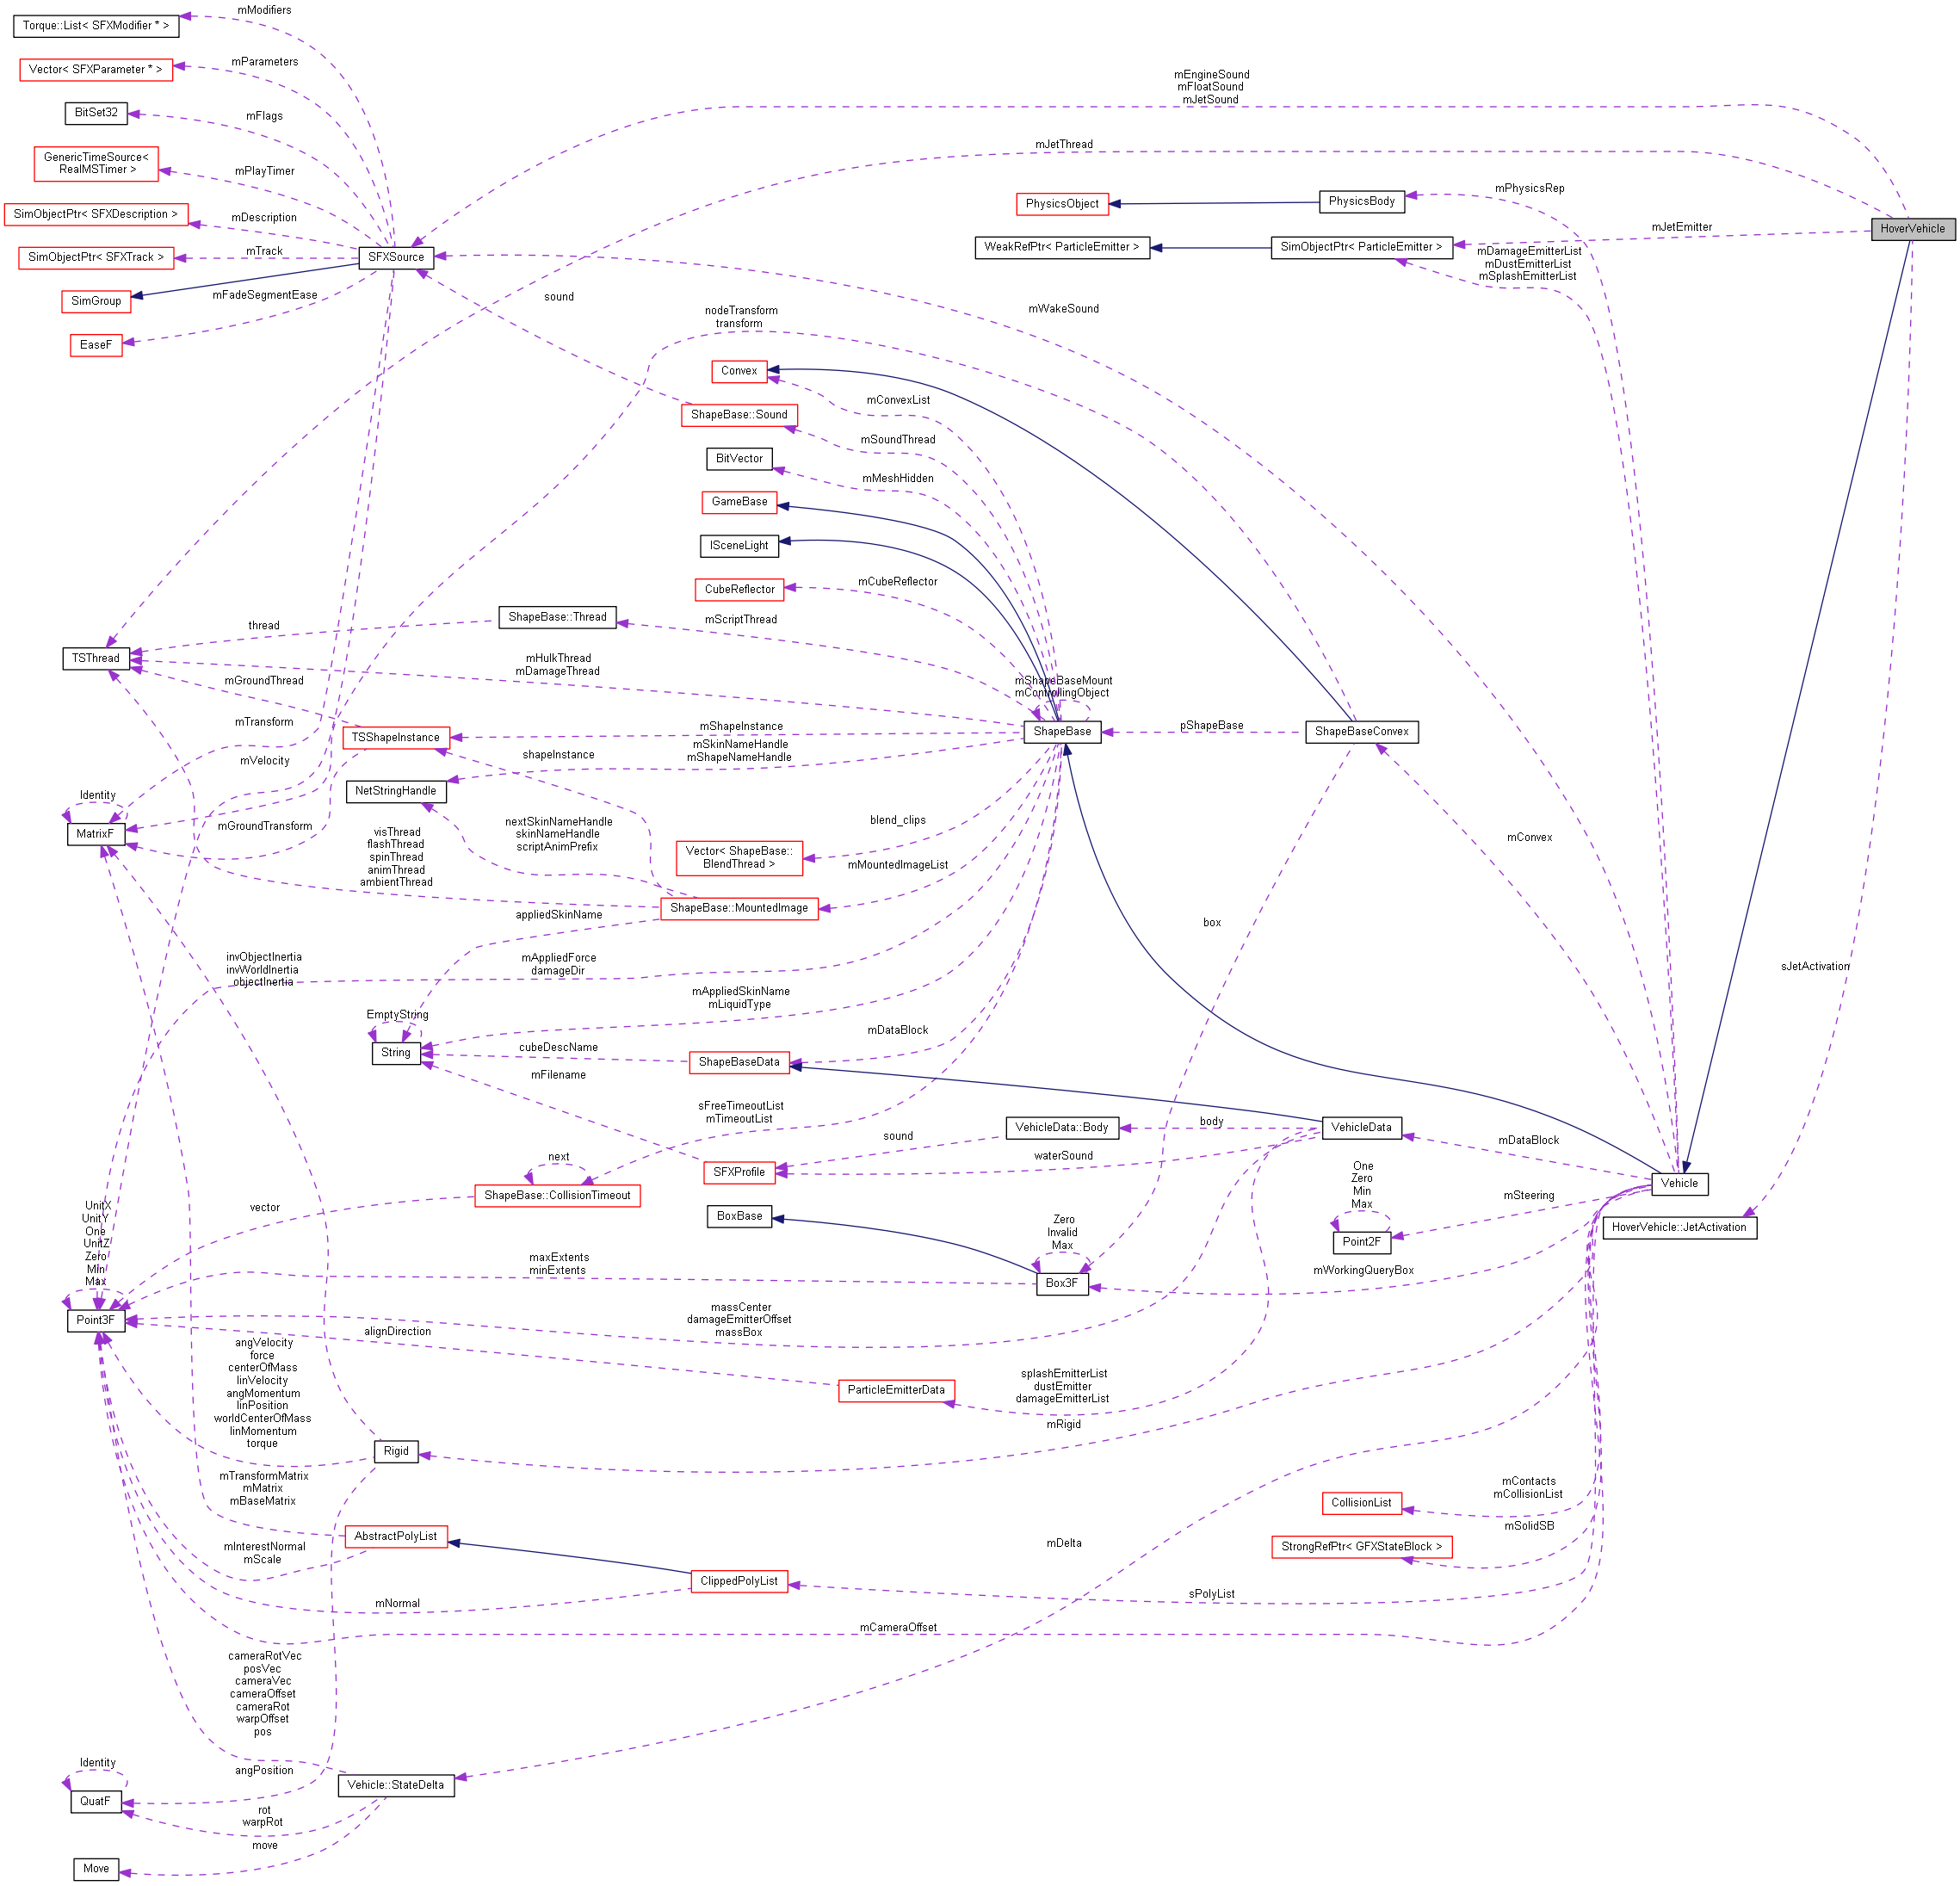 mModifiers
Torque::List< SFXModifier * >
mParameters
Vector< SFXParameter * >
mEngineSound
mFloatSound
mJetSound
BitSet32
mFlags
mJetThread
GenericTimeSource<
RealMSTimer >
mPlayTimer
mPhysicsRep
PhysicsObject
PhysicsBody
SimObjectPtr< SFXDescription >
mDescription
HoverVehicle
mJetEmitter
WeakRefPtr< ParticleEmitter >
SimObjectPtr< ParticleEmitter >
mDamageEmitterList
mDustEmitterList
mSplashEmitterList
SimObjectPtr< SFXTrack >
mTrack
SFXSource
SimGroup
mFadeSegmentEase
sound
nodeTransform
transform
mWakeSound
EaseF
Convex
mConvexList
ShapeBase::Sound
mSoundThread
BitVector
mMeshHidden
GameBase
ISceneLight
CubeReflector
mCubeReflector
ShapeBase::Thread
mScriptThread
thread
TSThread
mHulkThread
mDamageThread
mGroundThread
mShapeBaseMount
mControllingObject
mTransform
TSShapeInstance
mShapeInstance
ShapeBase
pShapeBase
ShapeBaseConvex
mSkinNameHandle
mShapeNameHandle
shapeInstance
mVelocity
NetStringHandle
Identity
MatrixF
mGroundTransform
visThread
flashThread
spinThread
animThread
ambientThread
nextSkinNameHandle
skinNameHandle
scriptAnimPrefix
blend_clips
Vector< ShapeBase::
BlendThread >
mMountedImageList
mConvex
ShapeBase::MountedImage
appliedSkinName
box
invObjectInertia
invWorldInertia
objectInertia
mAppliedForce
damageDir
sJetActivation
mAppliedSkinName
mLiquidType
EmptyString
String
cubeDescName
ShapeBaseData
mDataBlock
mFilename
sFreeTimeoutList
mTimeoutList
VehicleData::Body
body
VehicleData
mDataBlock
sound
waterSound
SFXProfile
next
ShapeBase::CollisionTimeout
Vehicle
mSteering
One
Zero
Min
Max
Point2F
HoverVehicle::JetActivation
vector
BoxBase
Zero
Invalid
Max
Box3F
mWorkingQueryBox
maxExtents
minExtents
UnitX
UnitY
One
UnitZ
Zero
Min
Max
Point3F
massCenter
damageEmitterOffset
massBox
alignDirection
angVelocity
force
centerOfMass
linVelocity
angMomentum
linPosition
worldCenterOfMass
linMomentum
torque
ParticleEmitterData
splashEmitterList
dustEmitter
damageEmitterList
mRigid
Rigid
mTransformMatrix
mMatrix
mBaseMatrix
mContacts
mCollisionList
CollisionList
mSolidSB
StrongRefPtr< GFXStateBlock >
AbstractPolyList
mInterestNormal
mScale
mDelta
ClippedPolyList
sPolyList
mNormal
mCameraOffset
cameraRotVec
posVec
cameraVec
cameraOffset
cameraRot
warpOffset
pos
Identity
angPosition
QuatF
Vehicle::StateDelta
rot
warpRot
move
Move